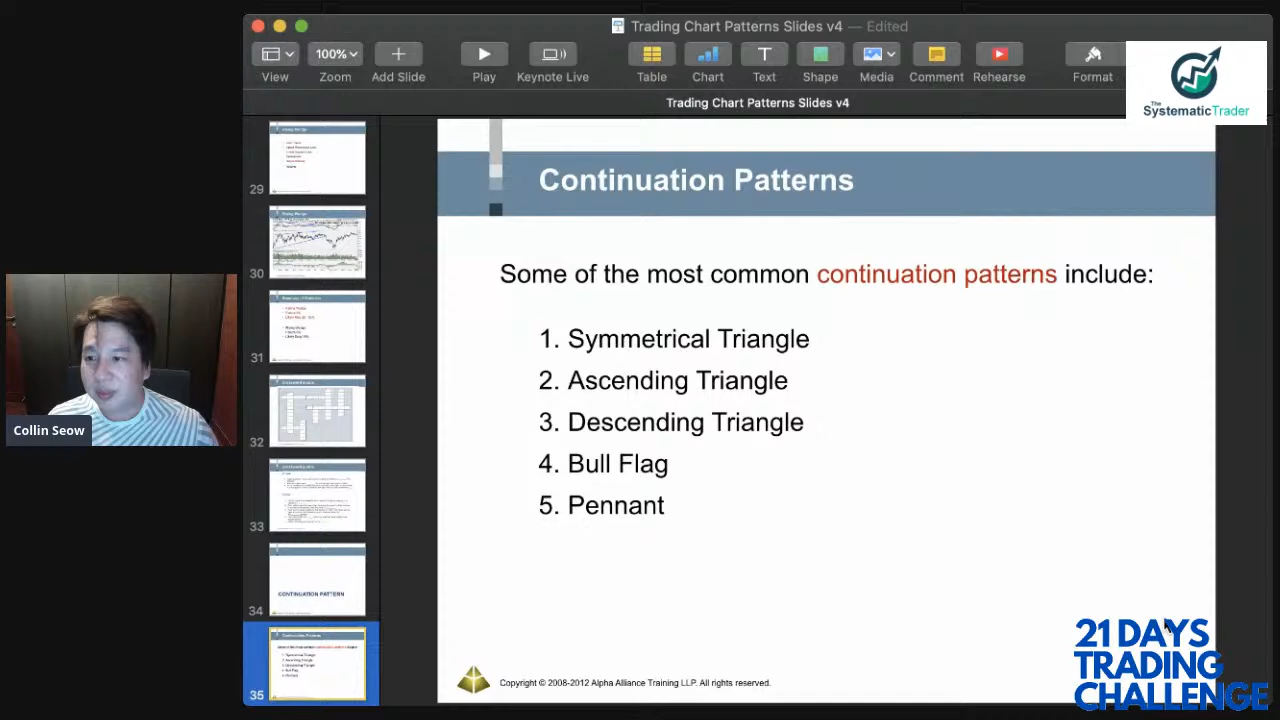 Trading Chart Patterns Slides v4 — Edited
100%
View
Zoom
Add Slide
Play
Keynote Live
Table
Chart
Text
Shape
Media
Comment
Rehearse
Format
Trading Chart Patterns Slides v4
The
SystematicTrader
29
30
31
32
33
CONTINUATION PATTERN
34
35
Continuation Patterns
Some of the most common continuation patterns include:
1. Symmetrical Triangle
2. Ascending Triangle
3. Descending Triangle
4. Bull Flag
5. Pennant
Copyright © 2008-2012 Alpha Alliance Training LLP. All rights reserved.
Collin Seow
21 DAYS
TRADING
CHALLENGE